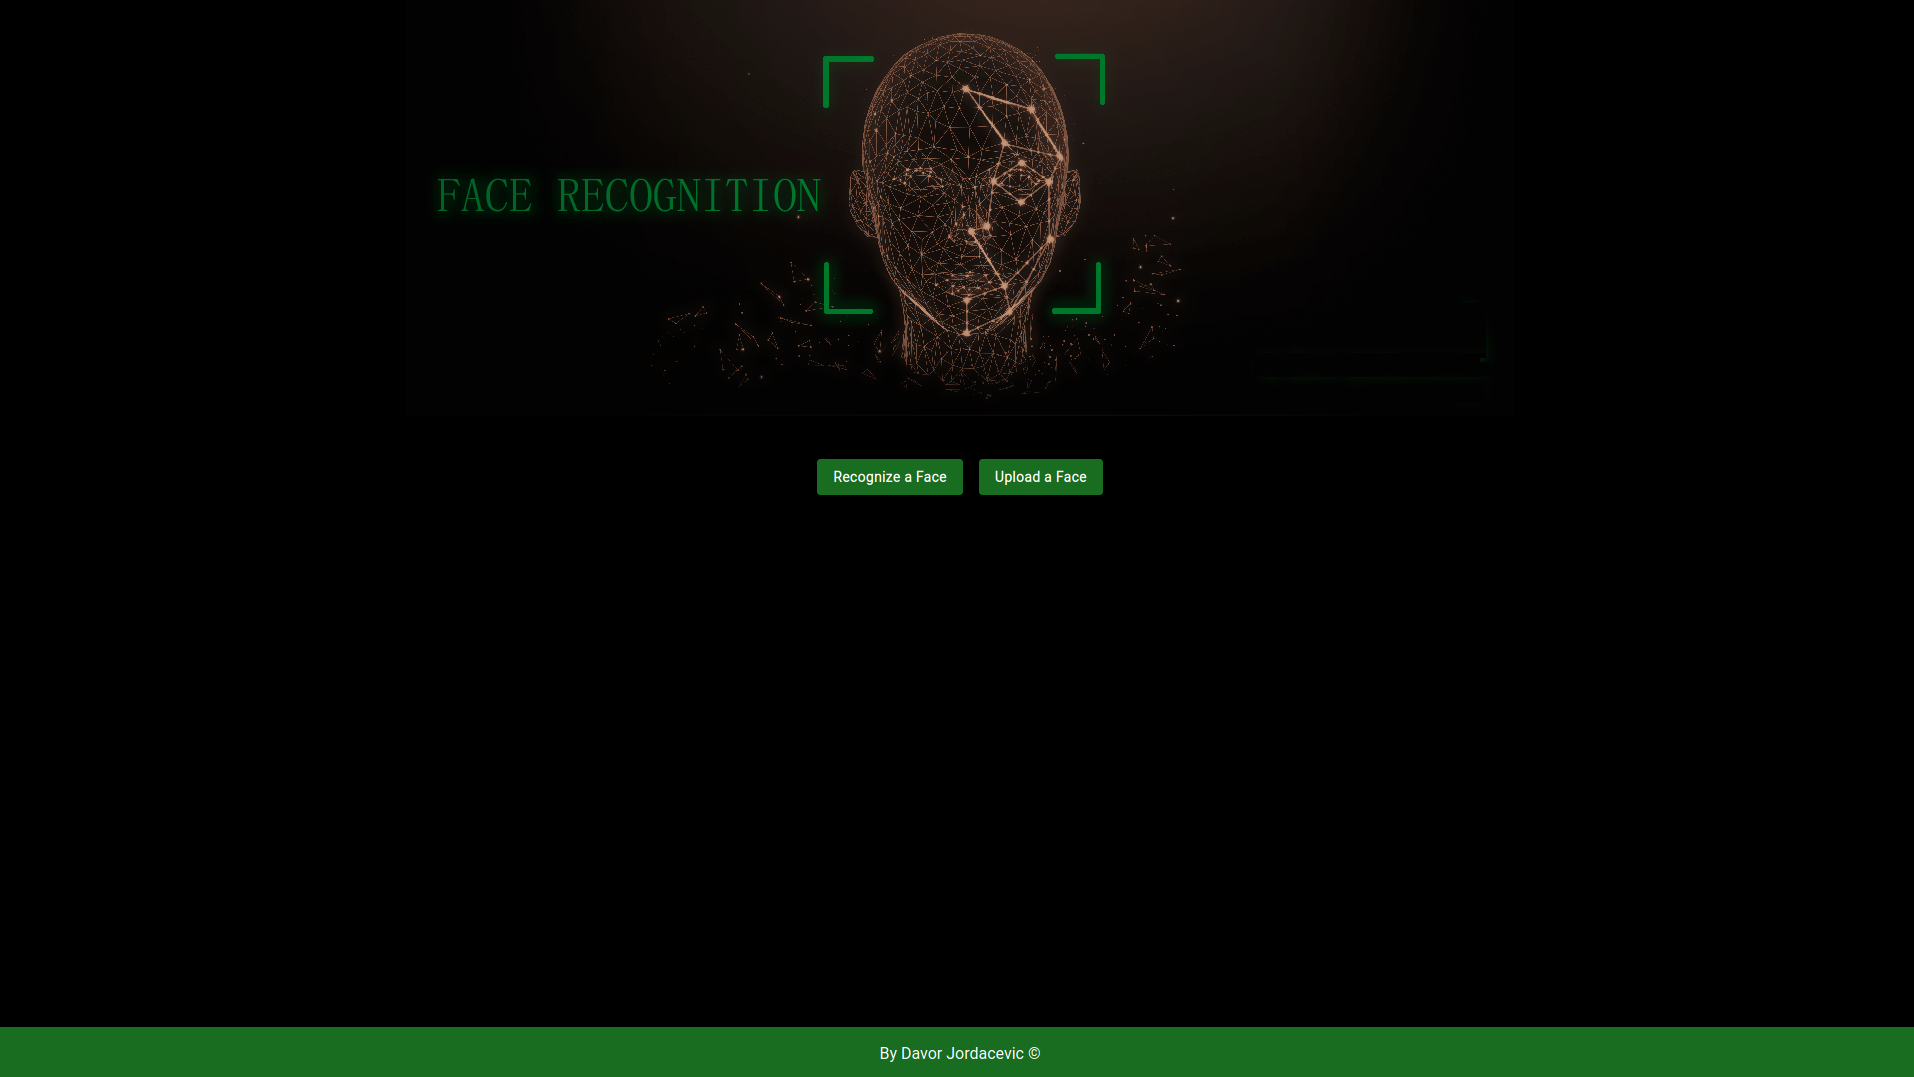 FACE RECOGNITION
Recognize a Face
Upload a Face
By Davor Jordacevic ©